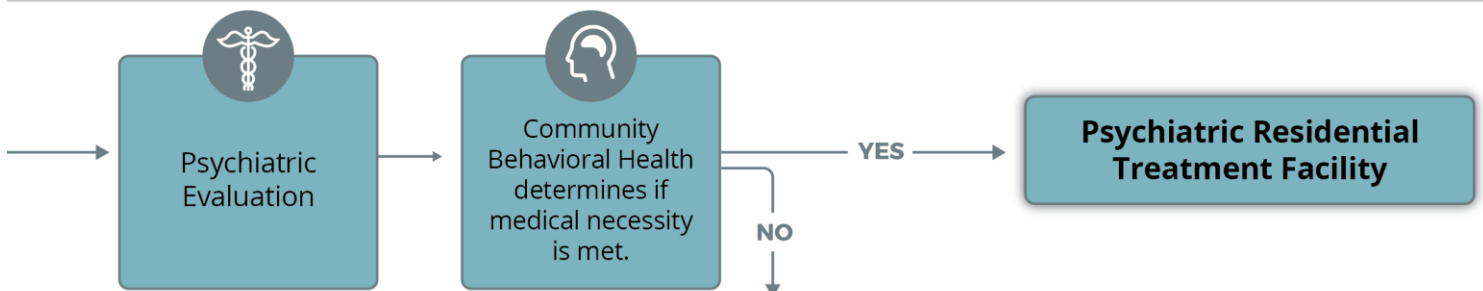 Psychiatric
Evaluation
Community
Behavioral Health
determines if
medical necessity
is met.
YES
NO
Psychiatric Residential
Treatment Facility